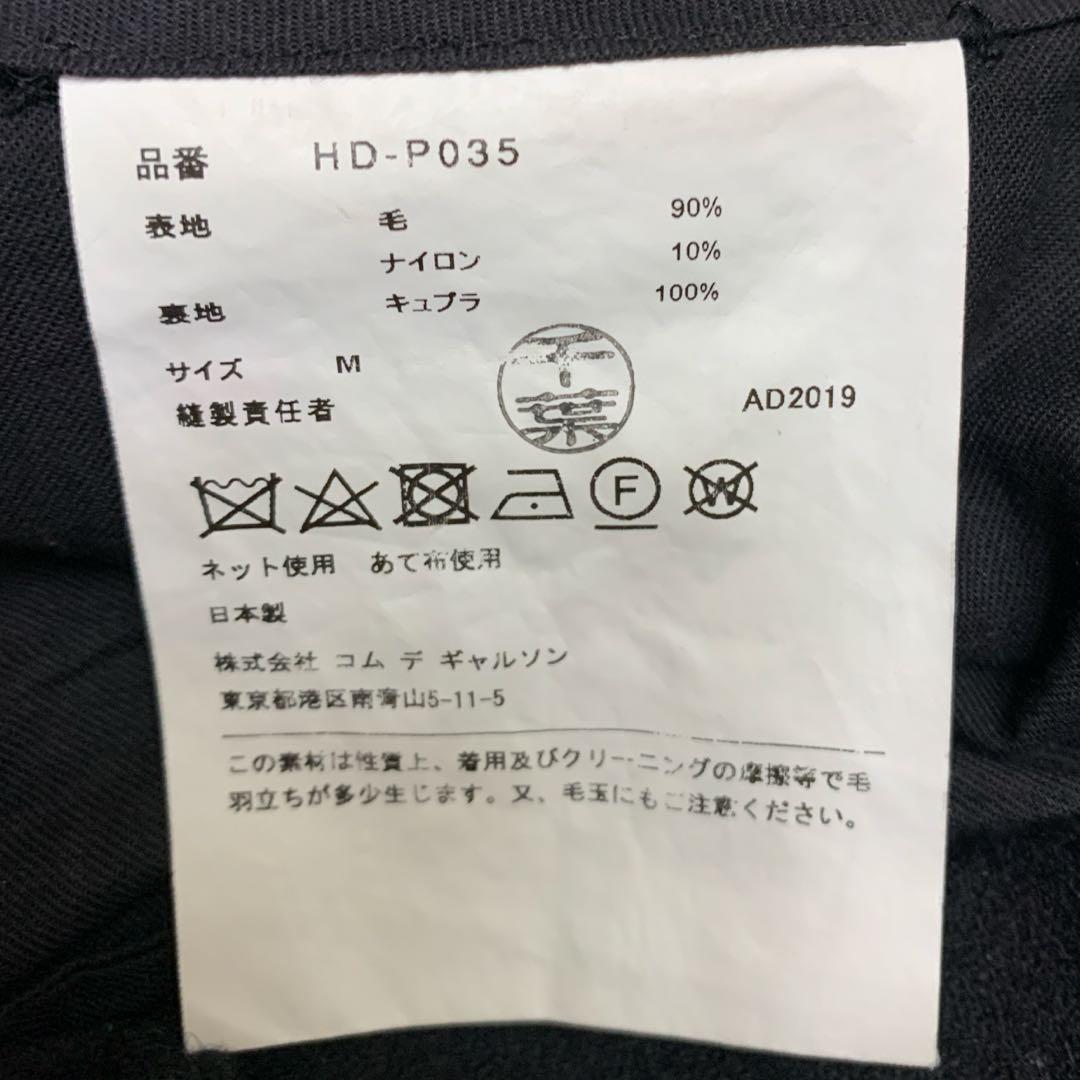 品番 HD-P035
表地 毛 90%
ナイロン 10%
裏地 キュプラ 100%
サイズ M
千葉
縫製責任者 AD2019
F W
ネット使用 あて布使用
日本製
株式会社 コム デ ギャルソン
東京都港区南青山5-11-5
この素材は性質上、着用及びクリーニングの摩擦等で毛
羽立ちが多少生じます。又、毛玉にもご注意ください。